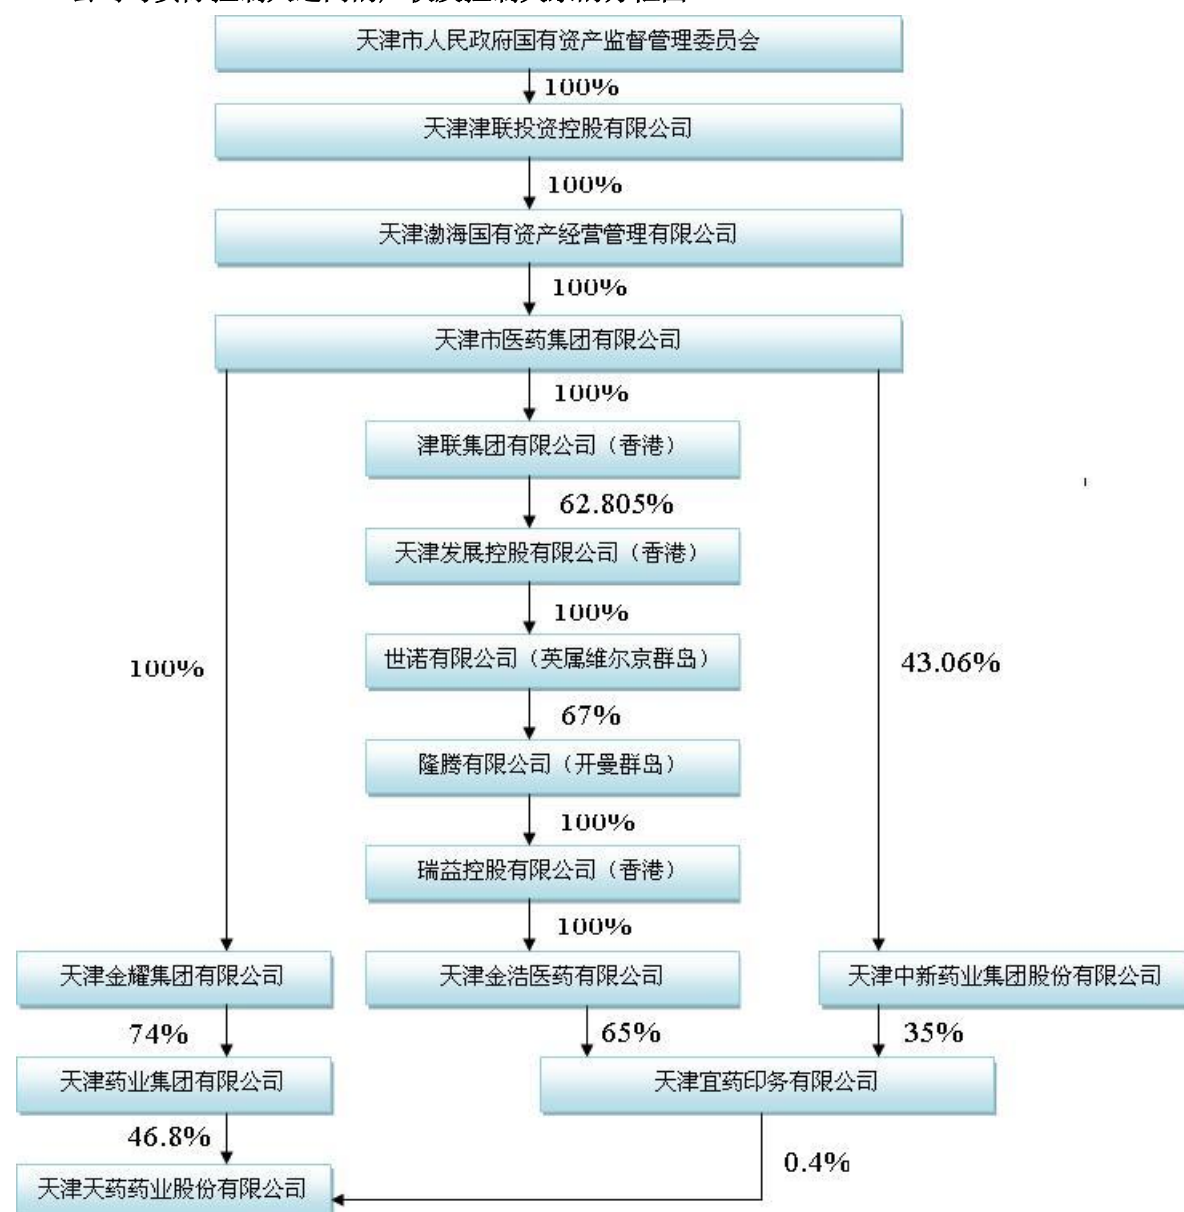 天津市人民政府国有资产监督管理委员会
100%
天津津联投资控股有限公司
100%
天津渤海国有资产经营管理有限公司
100%
天津市医药集团有限公司
100%
津联集团有限公司（香港）
62.805%
天津发展控股有限公司（香港）
100%
世诺有限公司（英属维尔京群岛）
100%
43.06%
67%
隆腾有限公司（开曼群岛）
100%
瑞益控股有限公司（香港）
100%
天津金耀集团有限公司
天津金浩医药有限公司
天津中新药业集团股份有限公司
74%
65%
35%
天津药业集团有限公司
天津宜药印务有限公司
46.8%
0.4%
天津天药药业股份有限公司